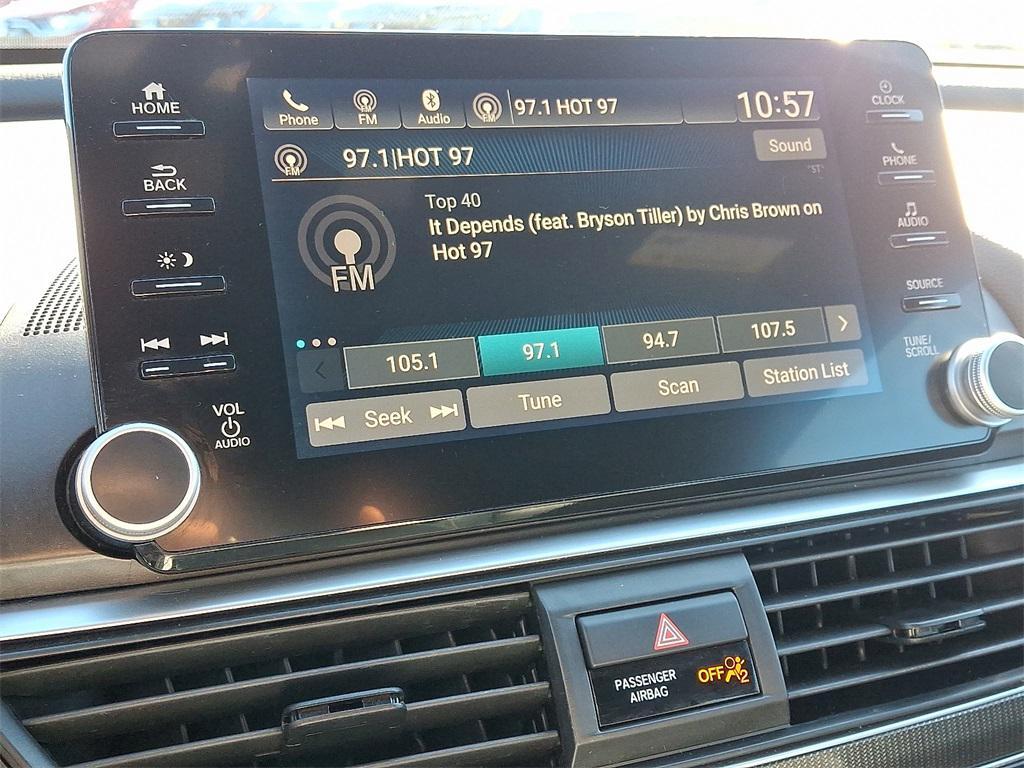 HOME
BACK
VOL
AUDIO
Phone
FM
Audio
FM
97.1 HOT 97
10:57
FM
97.1|HOT 97
Sound
"ST"
FM
Top 40
It Depends (feat. Bryson Tiller) by Chris Brown on
Hot 97
105.1
97.1
94.7
107.5
Seek
Tune
Scan
Station List
CLOCK
PHONE
AUDIO
SOURCE
TUNE/
SCROLL
PASSENGER
AIRBAG
OFF
2